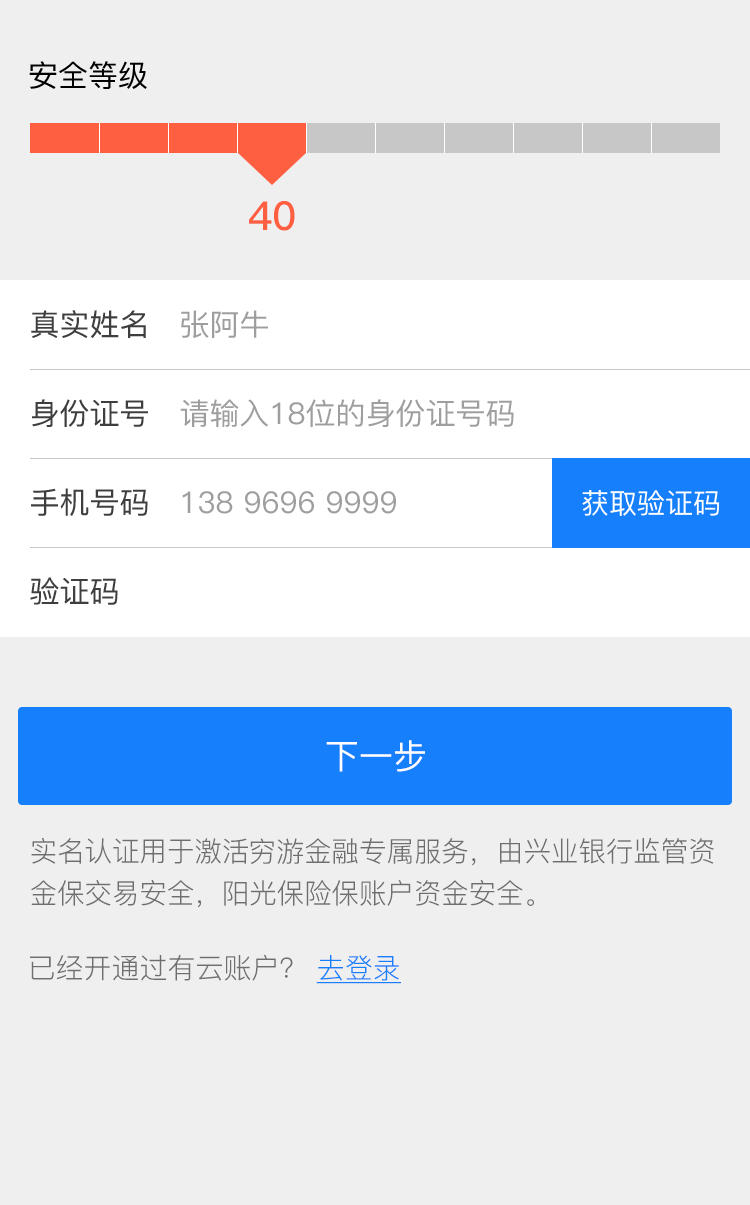 安全等级
40
真实姓名 张阿牛
身份证号 请输入18位的身份证号码
手机号码 138 9696 9999 获取验证码
验证码
下一步
实名认证用于激活穷游金融专属服务，由兴业银行监管资
金保交易安全，阳光保险保账户资金安全。
已经开通过有云账户？ 去登录